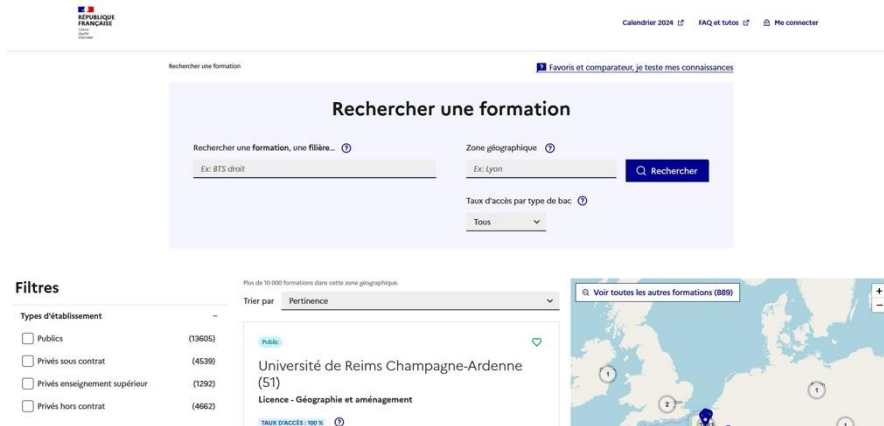 RÉPUBLIQUE
FRANÇAISE
Calendrier 2024
FAQ et tutos
Me connecter
Rechercher une formation
Favoris et comparateur, je teste mes connaissances
Rechercher une formation
Rechercher une formation, une filière...
Zone géographique
Ex: BTS droit
Ex: Lyon
Rechercher
Taux d'accès par type de bac
Tous
Filtres
Plus de 10 000 formations dans cette zone géographique.
Trier par
Pertinence
Voir toutes les autres formations (889)
+
−
Types d'établissement
−
Publics (13605)
Privés sous contrat (4539)
Privés enseignement supérieur (1292)
Privés hors contrat (4662)
Public
Université de Reims Champagne-Ardenne
(51)
Licence - Géographie et aménagement
TAUX D'ACCÈS : 100 %
1
1
2